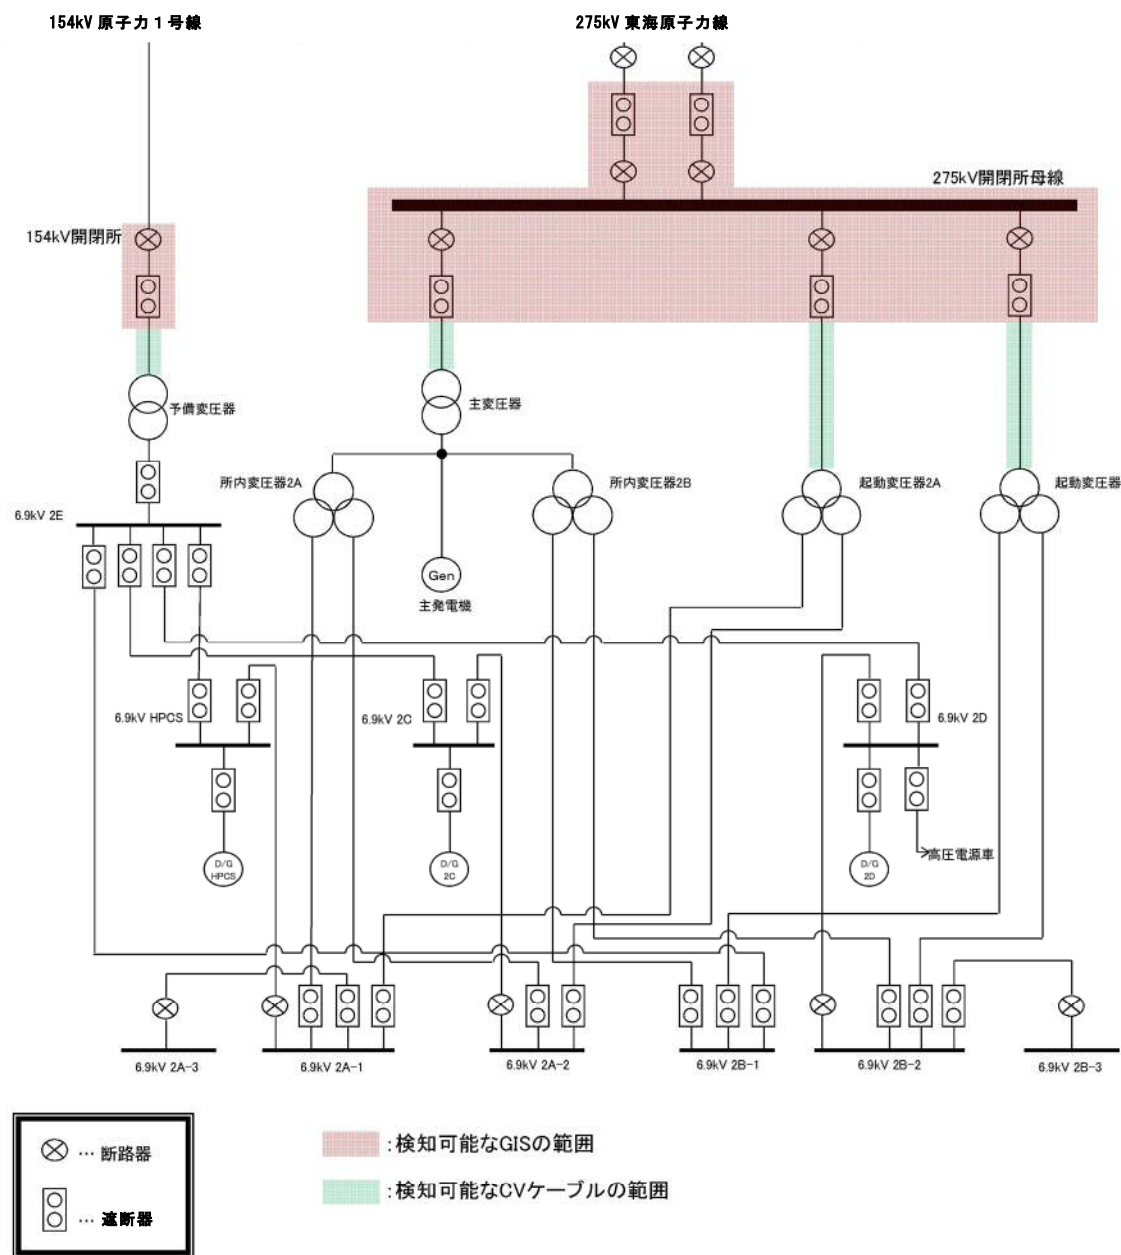 154kV 原子力１号線
275kV 東海原子力線
275kV開閉所母線
154kV開閉所
予備変圧器
主変圧器
所内変圧器2A
所内変圧器2B
起動変圧器2A
起動変圧器
6.9kV 2E
Gen
主発電機
6.9kV HPCS
6.9kV 2C
6.9kV 2D
D/G
HPCS
D/G
2C
D/G
2D
高圧電源車
6.9kV 2A-3
6.9kV 2A-1
6.9kV 2A-2
6.9kV 2B-1
6.9kV 2B-2
6.9kV 2B-3
… 断路器
… 遮断器
：検知可能なGISの範囲
：検知可能なCVケーブルの範囲